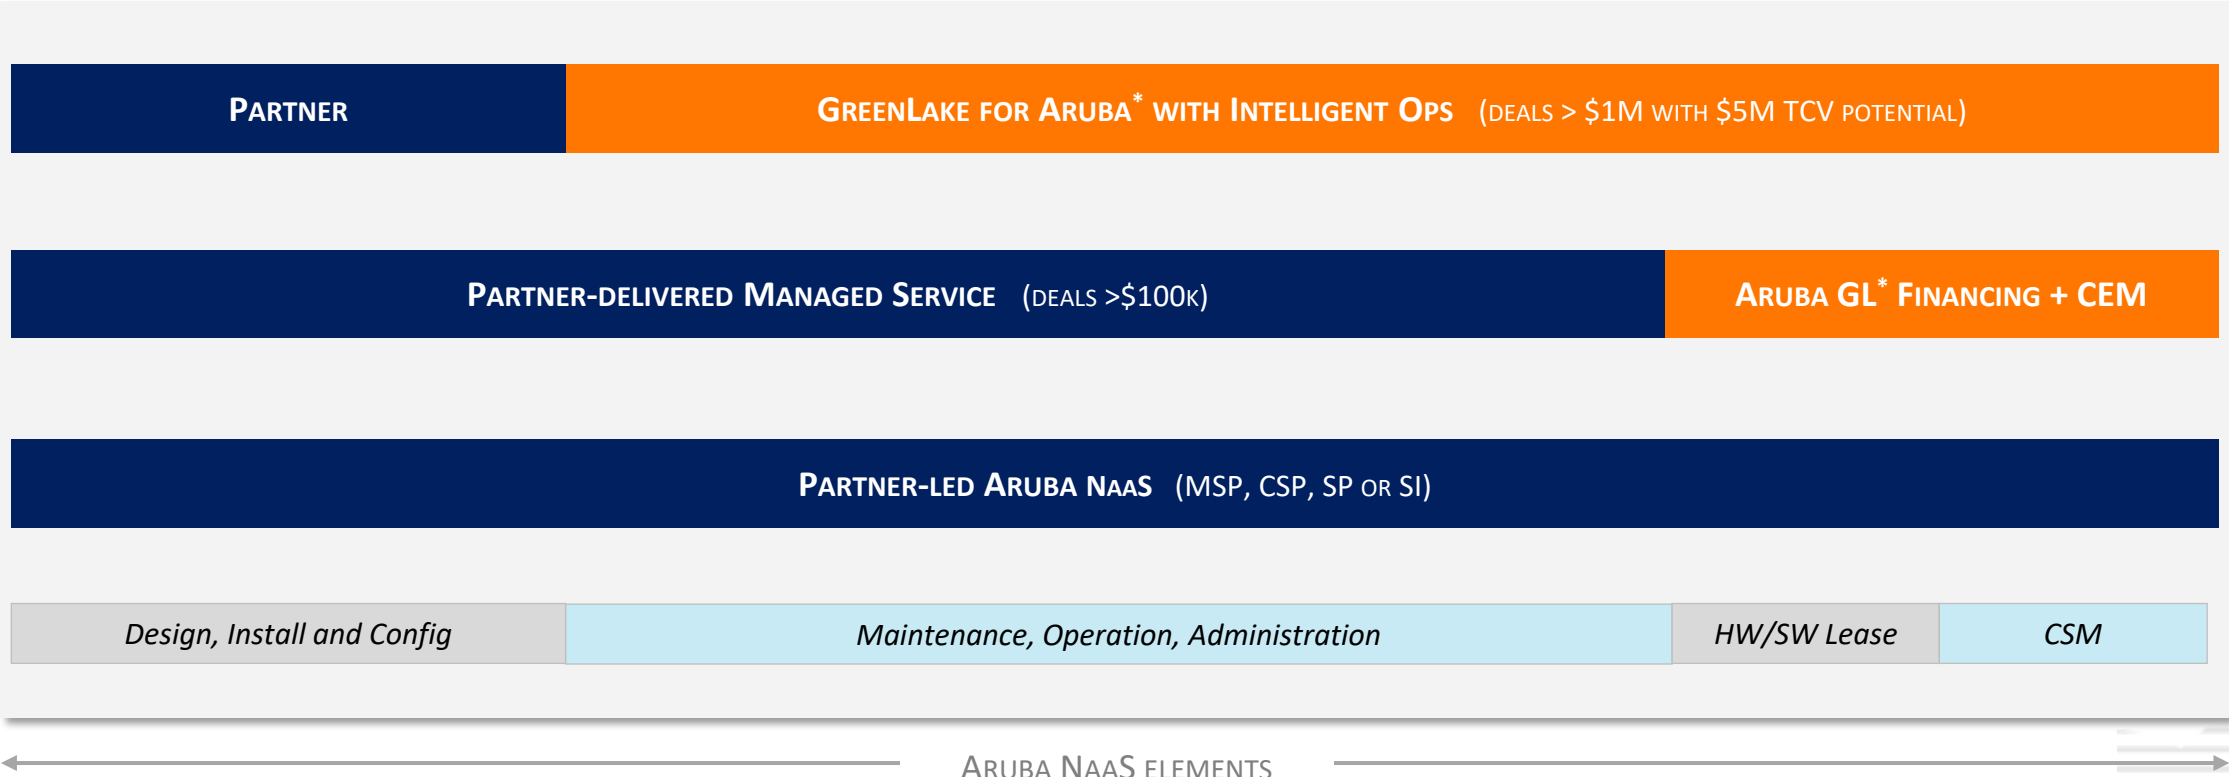 PARTNER
GREENLAKE FOR ARUBA* WITH INTELLIGENT OPS (DEALS > $1M WITH $5M TCV POTENTIAL)
PARTNER-DELIVERED MANAGED SERVICE (DEALS >$100K)
ARUBA GL* FINANCING + CEM
PARTNER-LED ARUBA NAAS (MSP, CSP, SP OR SI)
Design, Install and Config
Maintenance, Operation, Administration
HW/SW Lease
CSM
ARUBA NAAS ELEMENTS